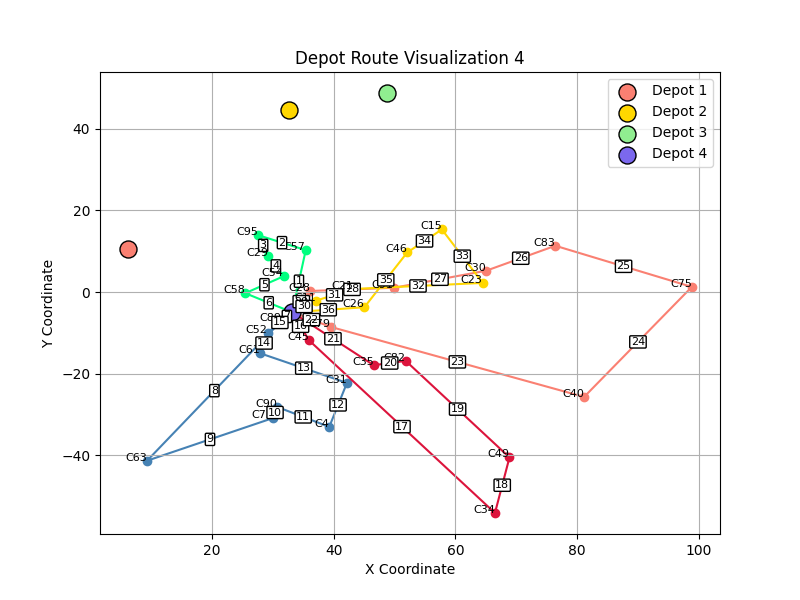 Depot Route Visualization 4
Depot 1
Depot 2
Depot 3
Depot 4
Y Coordinate
40
20
0
−20
−40
20
40
60
80
100
X Coordinate
C95
C57
C29
C54
C58
C15
C46
C23
C26
C30
C83
C75
C40
C52
C61
C31
C90
C7
C4
C63
C45
C35
C82
C49
C34
1
2
3
4
5
6
8
9
10
11
12
13
14
15
17
18
19
20
21
22
23
24
25
26
27
28
30
31
32
33
34
35
36